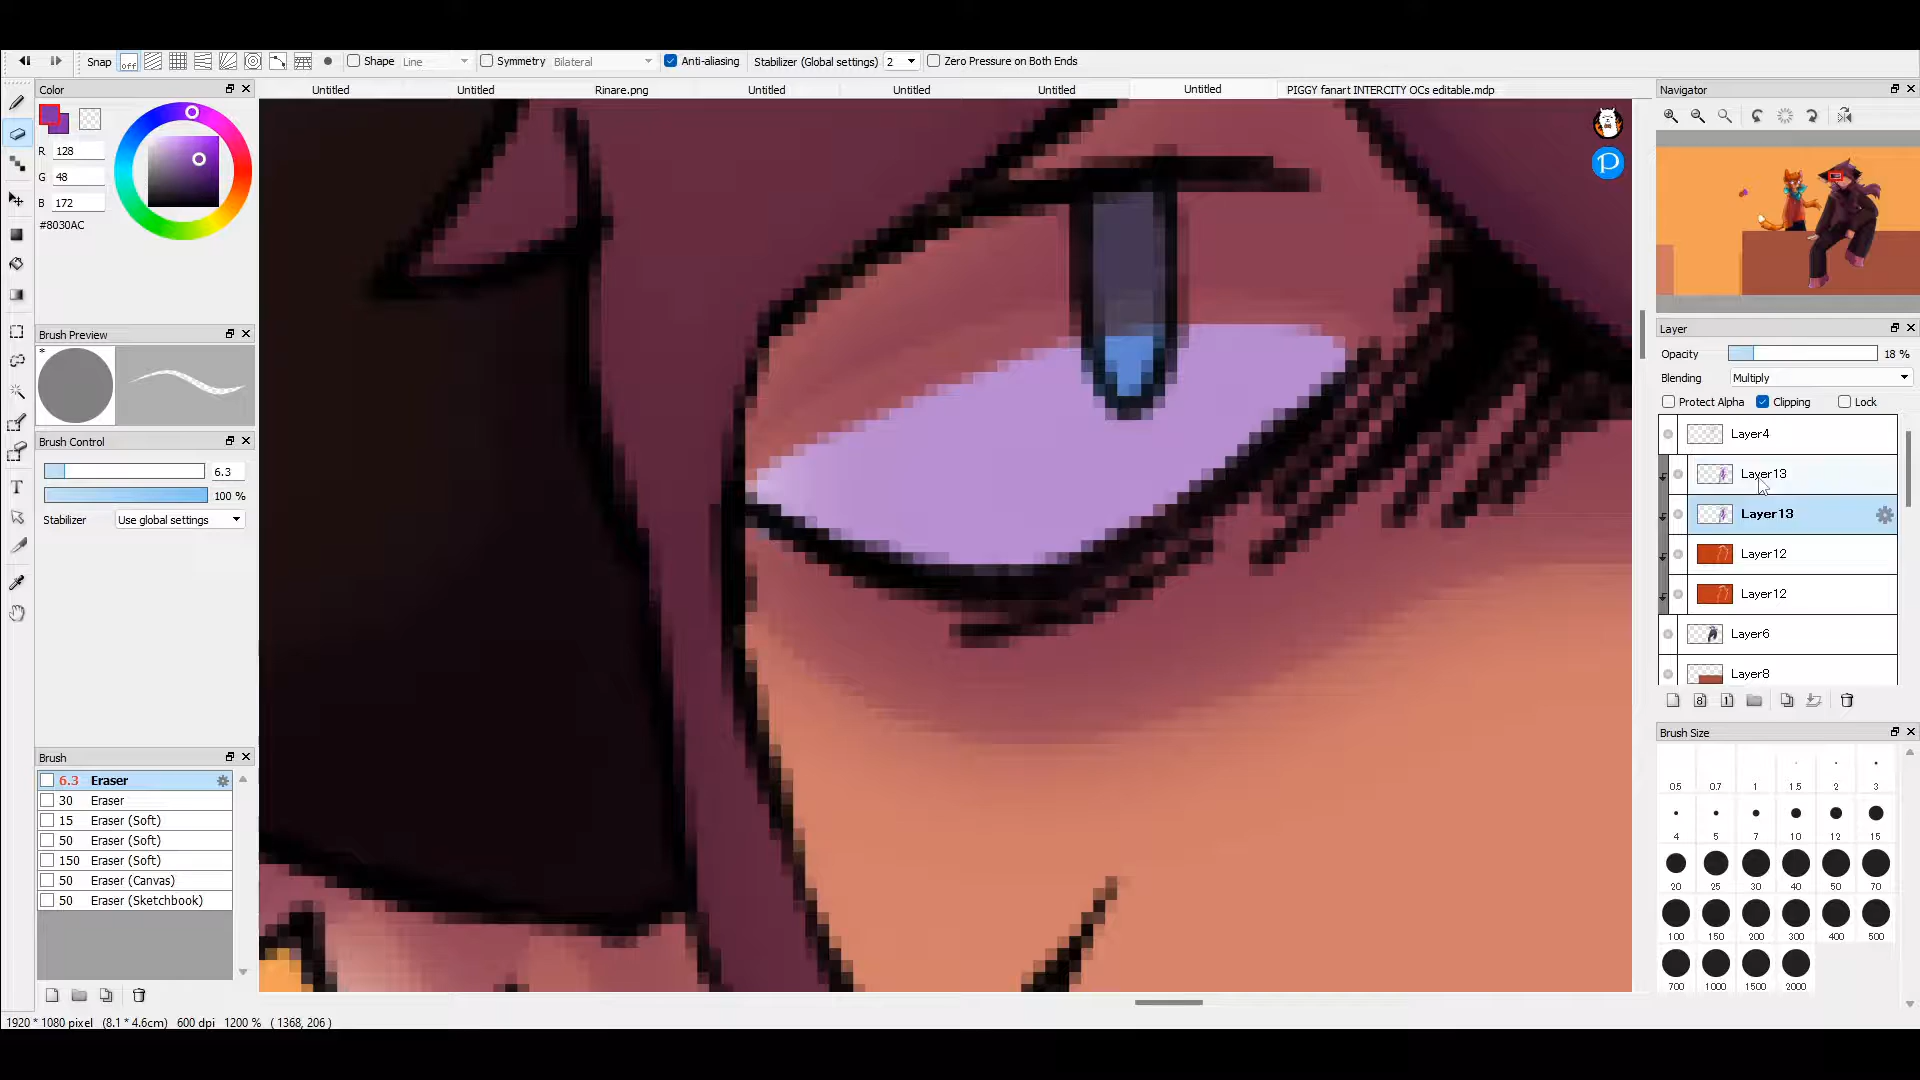 Snap off Shape Line Symmetry Bilateral Anti-aliasing Stabilizer (Global settings) 2 Zero Pressure on Both Ends
Color
R 128
G 48
B 172
#8030AC
Brush Preview
*
Brush Control
6.3
100 %
Stabilizer Use global settings
Brush
6.3 Eraser
30 Eraser
15 Eraser (Soft)
50 Eraser (Soft)
150 Eraser (Soft)
50 Eraser (Canvas)
50 Eraser (Sketchbook)
Untitled Untitled Rinare.png Untitled Untitled Untitled Untitled PIGGY fanart INTERCITY OCs editable.mdp
P
Navigator
Layer
Opacity 18 %
Blending Multiply
Protect Alpha Clipping Lock
Layer4
Layer13
Layer13
Layer12
Layer12
Layer6
Layer8
8 1
Brush Size
0.5 0.7 1 1.5 2 3
4 5 7 10 12 15
20 25 30 40 50 70
100 150 200 300 400 500
700 1000 1500 2000
T
1920 * 1080 pixel (8.1 * 4.6cm) 600 dpi 1200 % ( 1368, 206 )